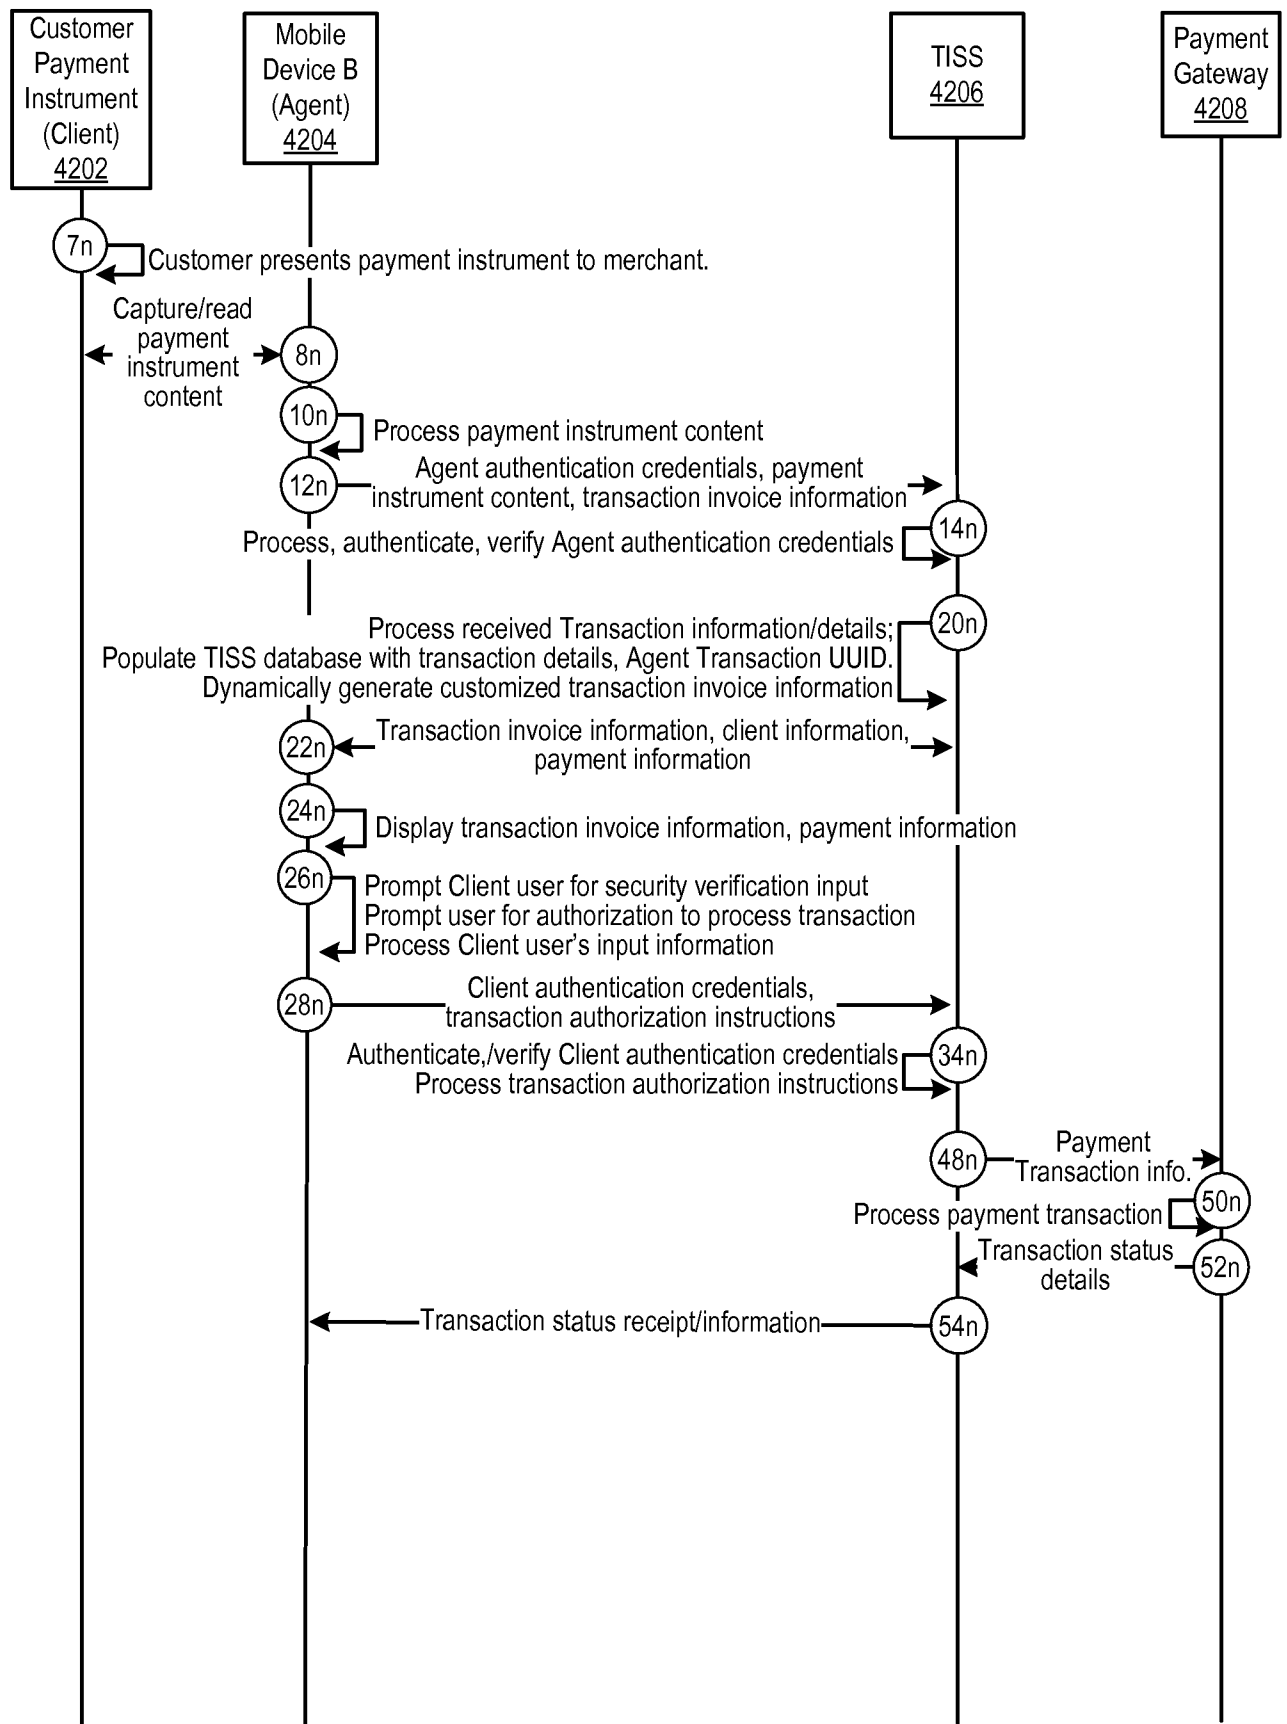 Customer
Payment
Instrument
(Client)
4202
Mobile
Device B
(Agent)
4204
TISS
4206
Payment
Gateway
4208
7n
Customer presents payment instrument to merchant.
Capture/read
payment
instrument
content
8n
10n
Process payment instrument content
12n
Agent authentication credentials, payment
instrument content, transaction invoice information
14n
Process, authenticate, verify Agent authentication credentials
20n
Process received Transaction information/details;
Populate TISS database with transaction details, Agent Transaction UUID.
Dynamically generate customized transaction invoice information
22n
Transaction invoice information, client information,
payment information
24n
Display transaction invoice information, payment information
26n
Prompt Client user for security verification input
Prompt user for authorization to process transaction
Process Client user's input information
28n
Client authentication credentials,
transaction authorization instructions
34n
Authenticate,/verify Client authentication credentials
Process transaction authorization instructions
48n
Payment
Transaction info.
50n
Process payment transaction
52n
Transaction status
details
54n
Transaction status receipt/information